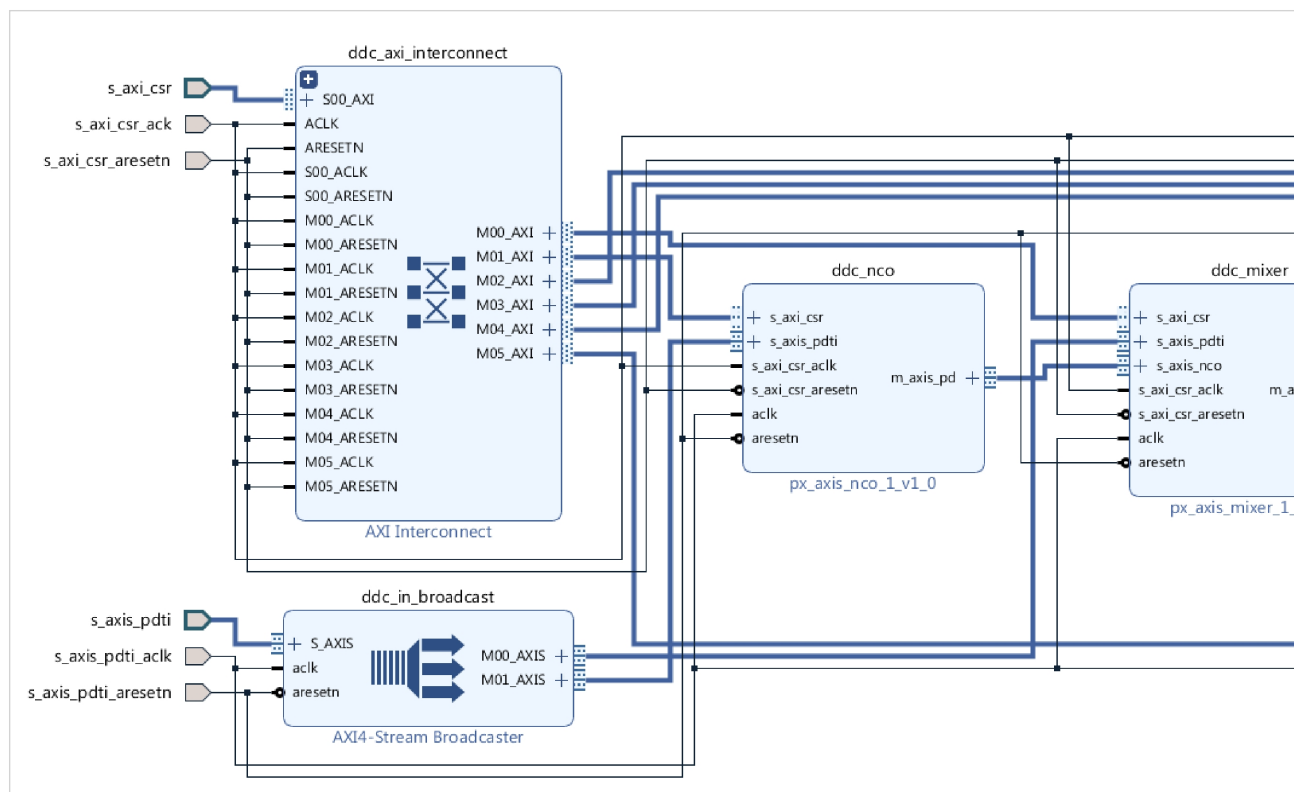 ddc_axi_interconnect
s_axi_csr
s_axi_csr_ack
s_axi_csr_aresetn
S00_AXI
ACLK
ARESETN
S00_ACLK
S00_ARESETN
M00_ACLK
M00_ARESETN
M01_ACLK
M01_ARESETN
M02_ACLK
M02_ARESETN
M03_ACLK
M03_ARESETN
M04_ACLK
M04_ARESETN
M05_ACLK
M05_ARESETN
M00_AXI
M01_AXI
M02_AXI
M03_AXI
M04_AXI
M05_AXI
AXI Interconnect
ddc_nco
s_axi_csr
s_axis_pdti
s_axi_csr_aclk
s_axi_csr_aresetn
aclk
aresetn
m_axis_pd
px_axis_nco_1_v1_0
ddc_mixer
s_axi_csr
s_axis_pdti
s_axis_nco
s_axi_csr_aclk
s_axi_csr_aresetn
aclk
aresetn
m_a
px_axis_mixer_1_
ddc_in_broadcast
s_axis_pdti
s_axis_pdti_aclk
s_axis_pdti_aresetn
S_AXIS
aclk
aresetn
M00_AXIS
M01_AXIS
AXI4-Stream Broadcaster